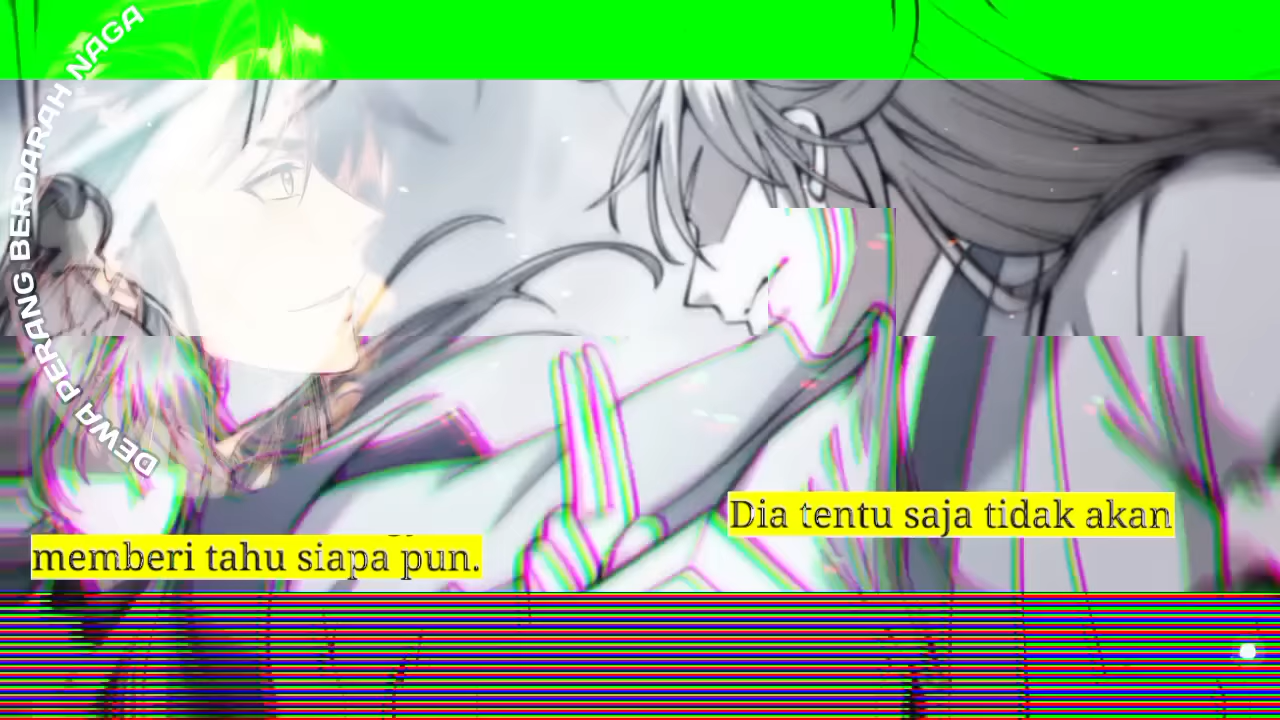 DEWA PERANG BERDARAH NAGA
Dia tentu saja tidak akan
memberi tahu siapa pun.